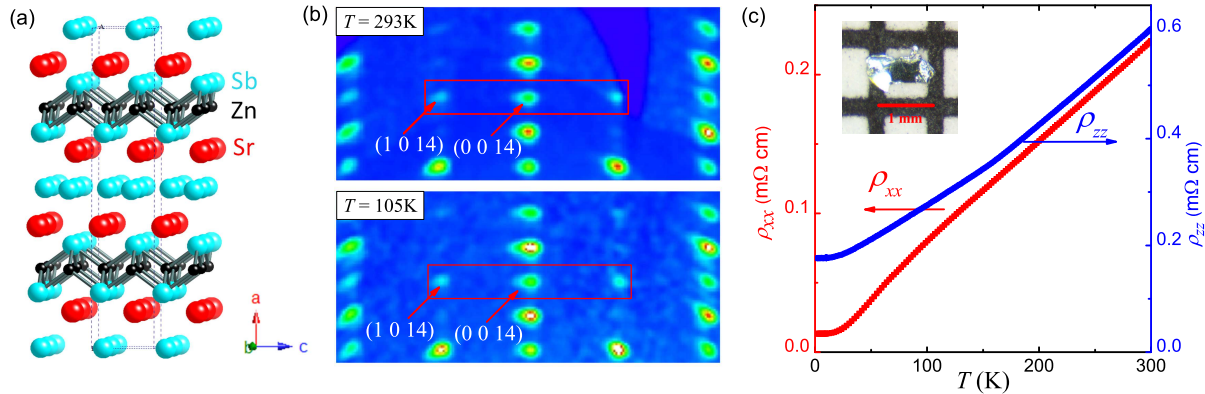 (a)
Sb
Zn
Sr
a
b
c
(b)
T = 293K
(1 0 14)
(0 0 14)
T = 105K
(1 0 14)
(0 0 14)
(c)
0.2
0.1
0.0
ρxx (mΩ cm)
1 mm
ρxx
ρzz
0.6
0.4
0.2
0.0
ρzz (mΩ cm)
0
100
200
300
T (K)